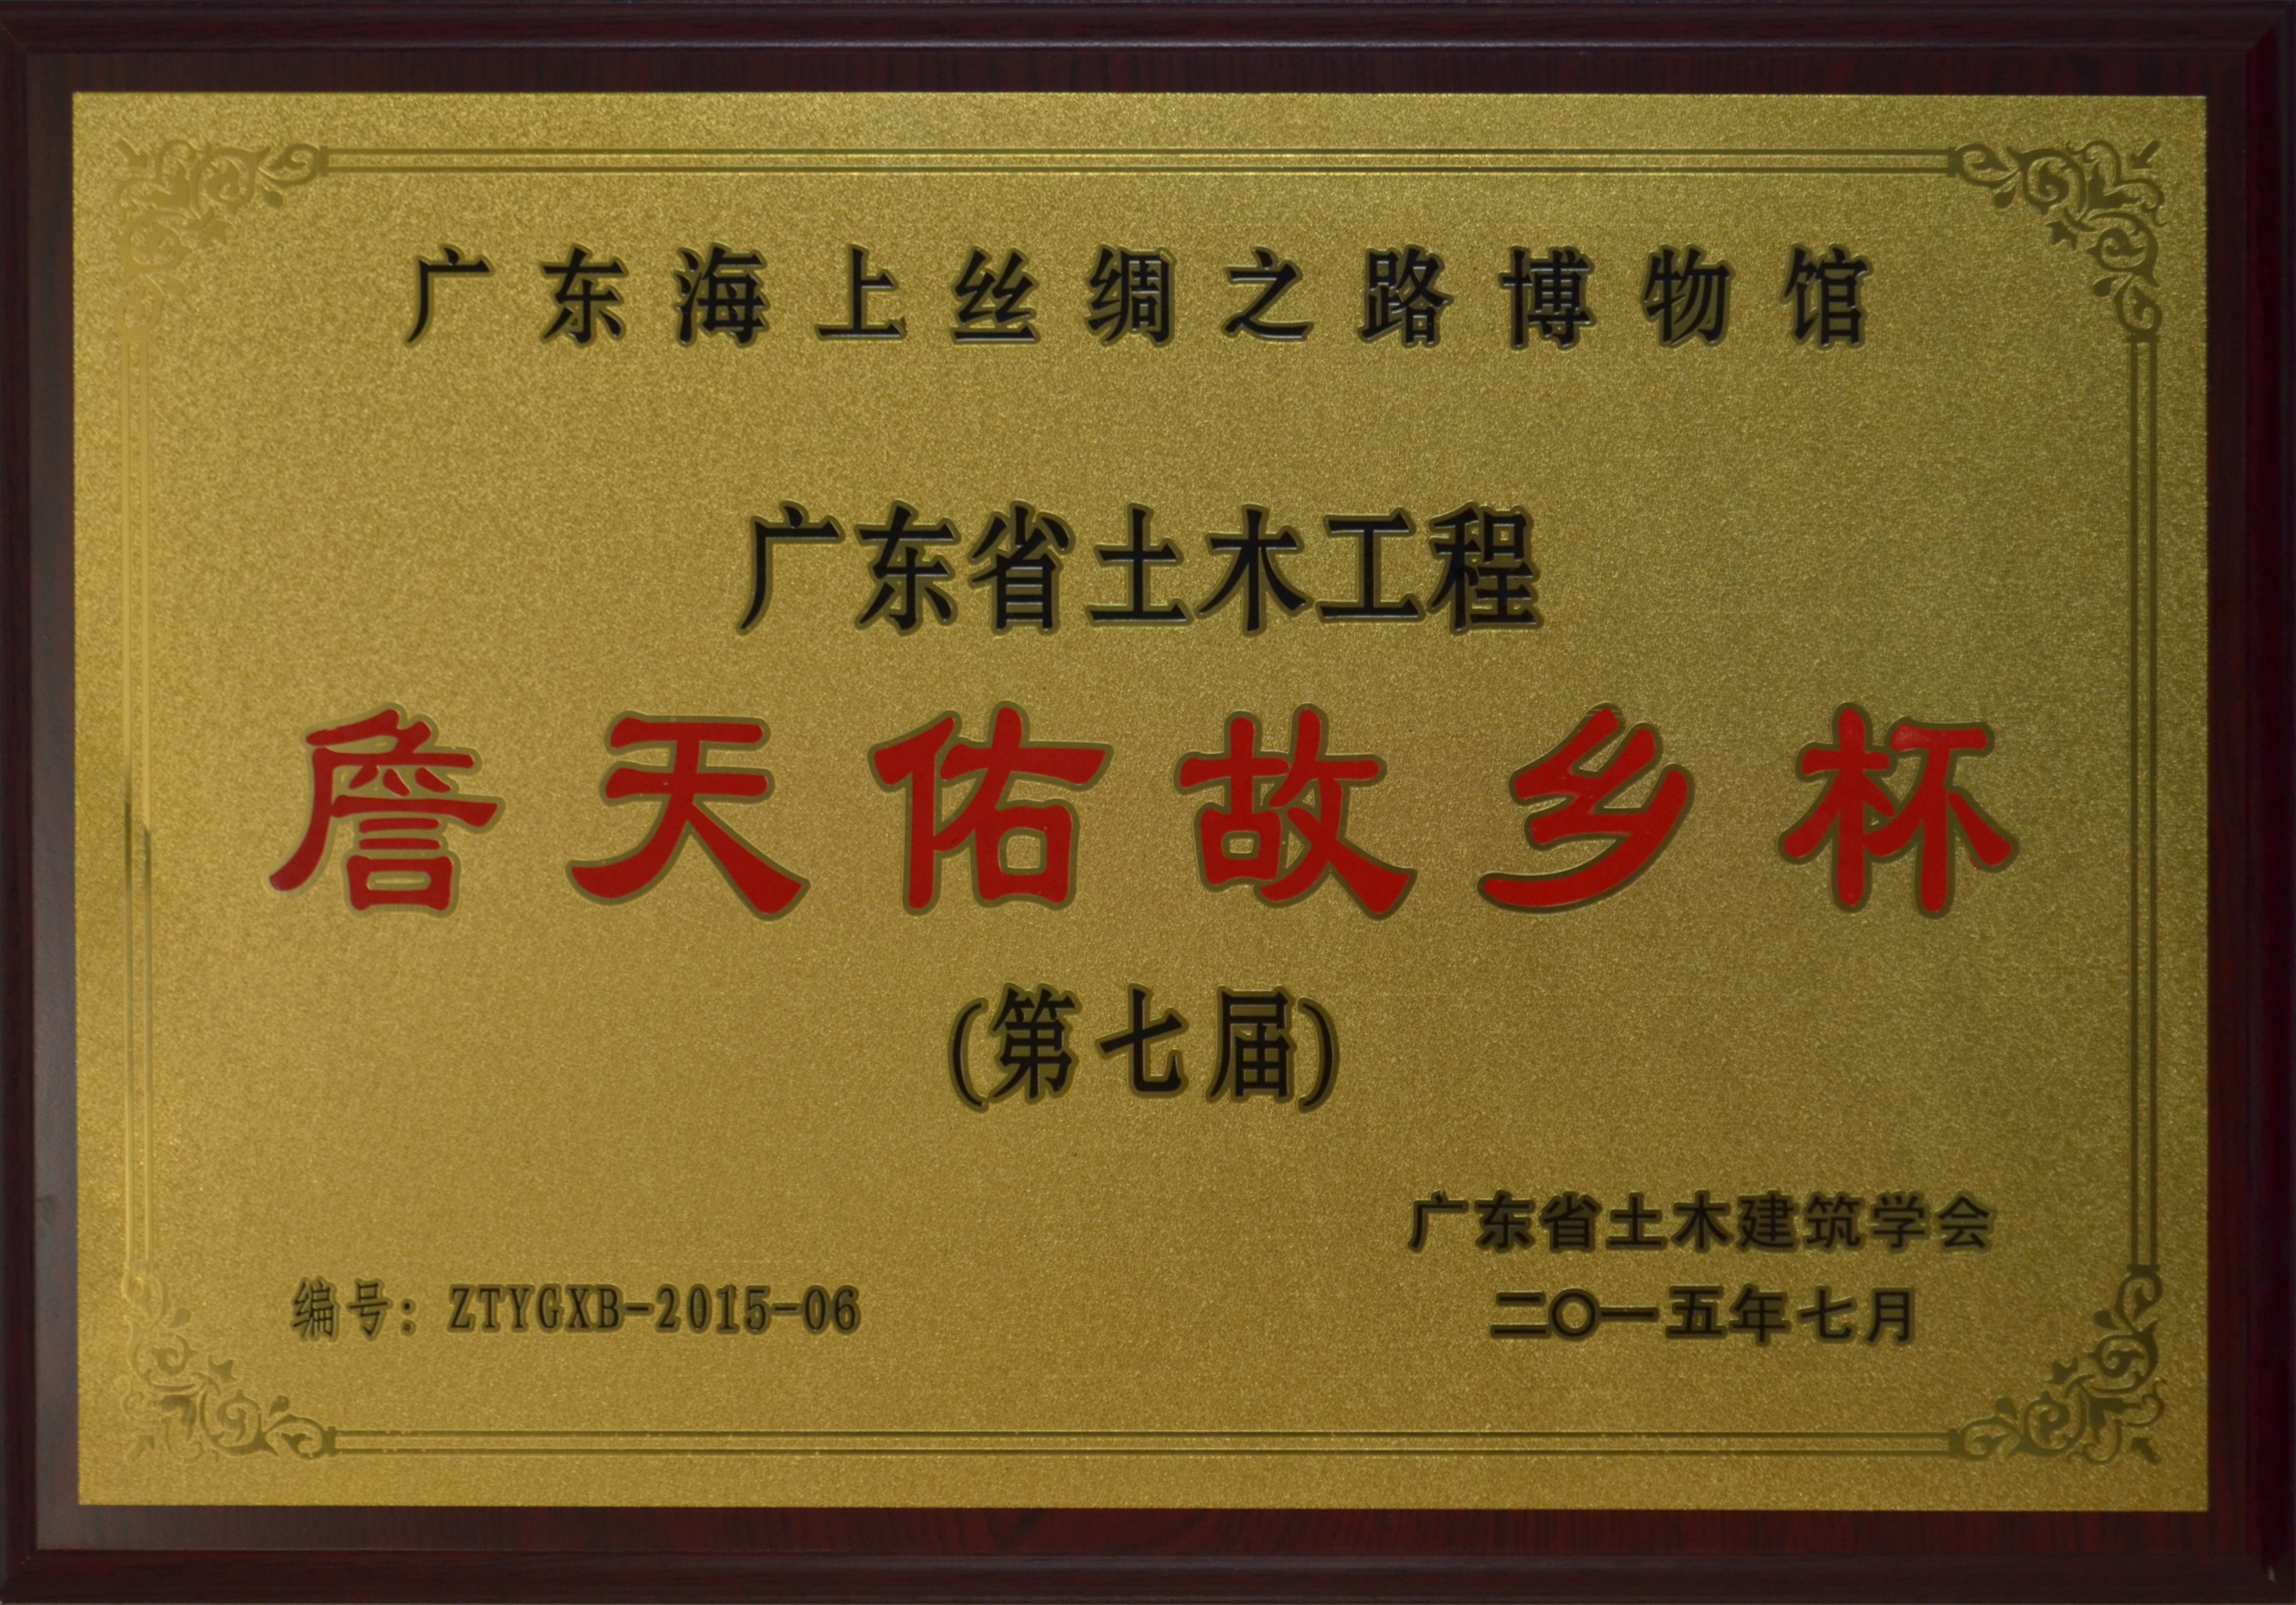 广东海上丝绸之路博物馆
广东省土木工程
詹天佑故乡杯
(第七届)
广东省土木建筑学会
编号：ZTYGXB-2015-06
二〇一五年七月